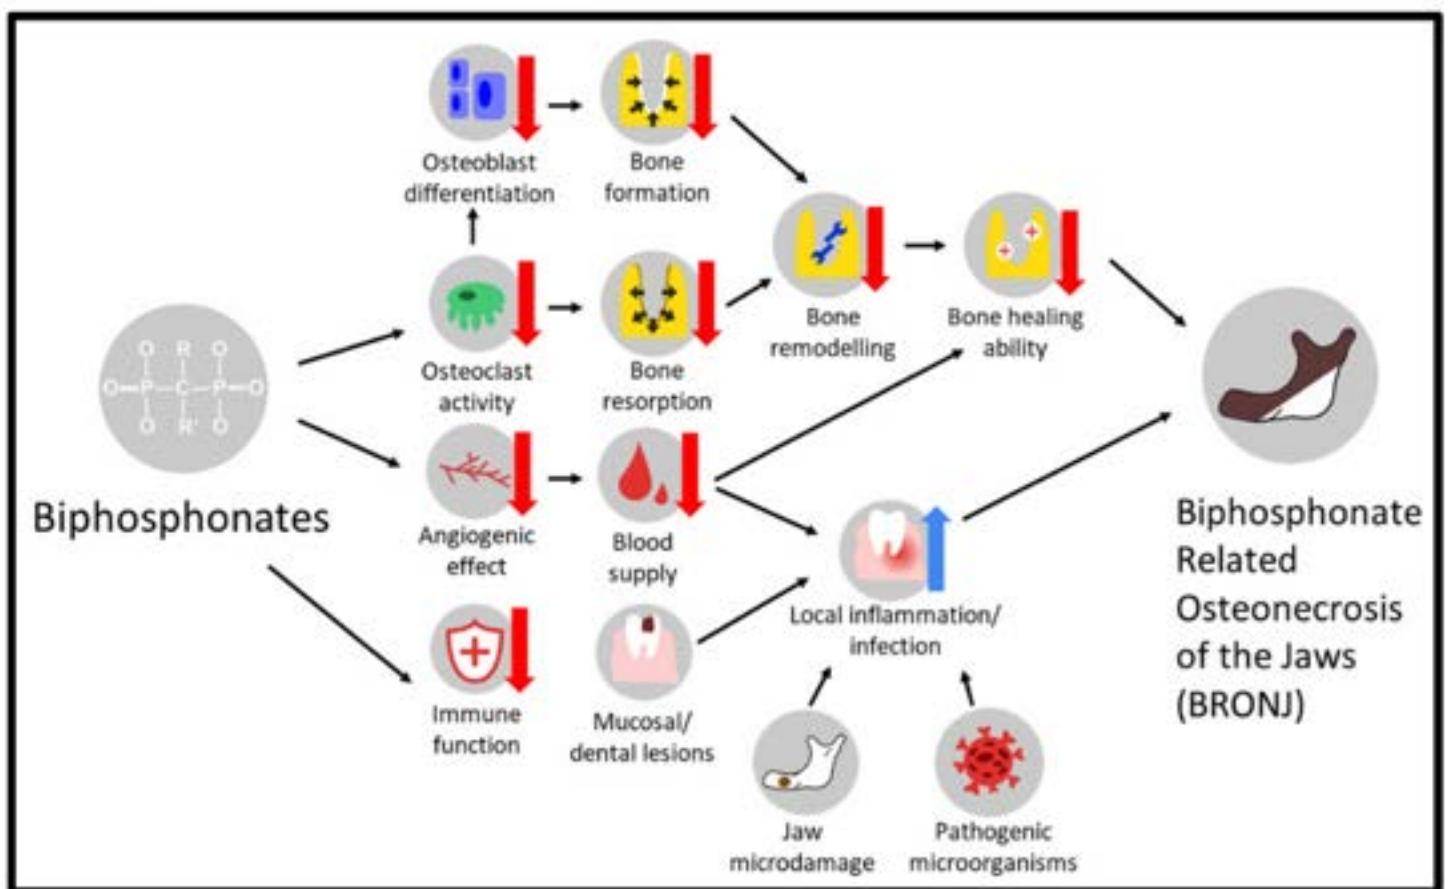 Osteoblast
differentiation
Bone
formation
Osteoclast
activity
Bone
resorption
Bone
remodelling
Bone healing
ability
O R O
O P C P O
O R' O
Biphosphonates
Angiogenic
effect
Blood
supply
Local inflammation/
infection
Immune
function
Mucosal/
dental lesions
Jaw
microdamage
Pathogenic
microorganisms
Biphosphonate
Related
Osteonecrosis
of the Jaws
(BRONJ)